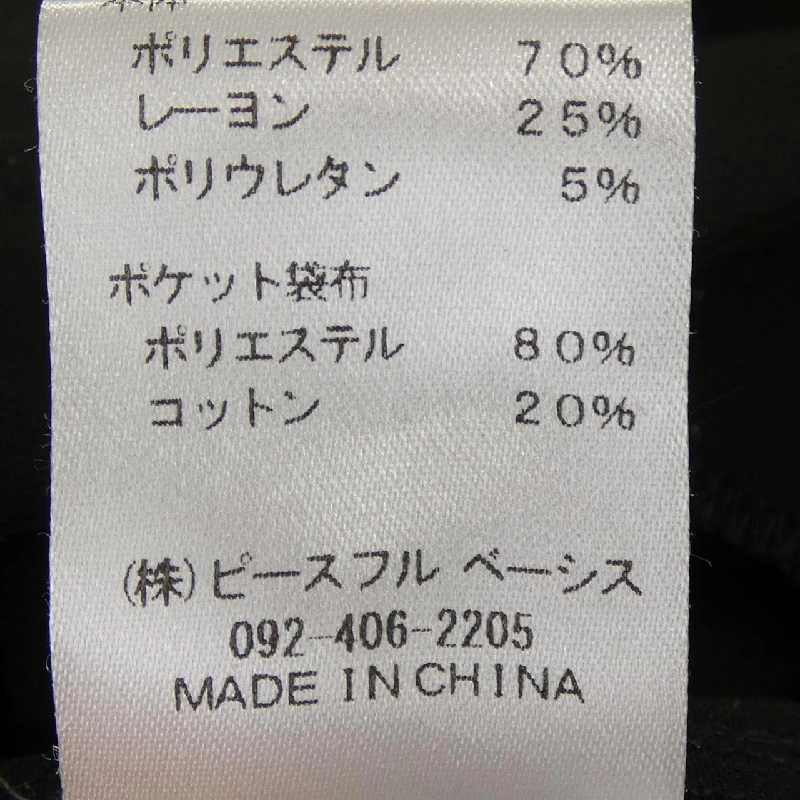 本体
ポリエステル 70%
レーヨン 25%
ポリウレタン 5%
ポケット袋布
ポリエステル 80%
コットン 20%
(株)ピースフル ベーシス
092-406-2205
MADE IN CHINA